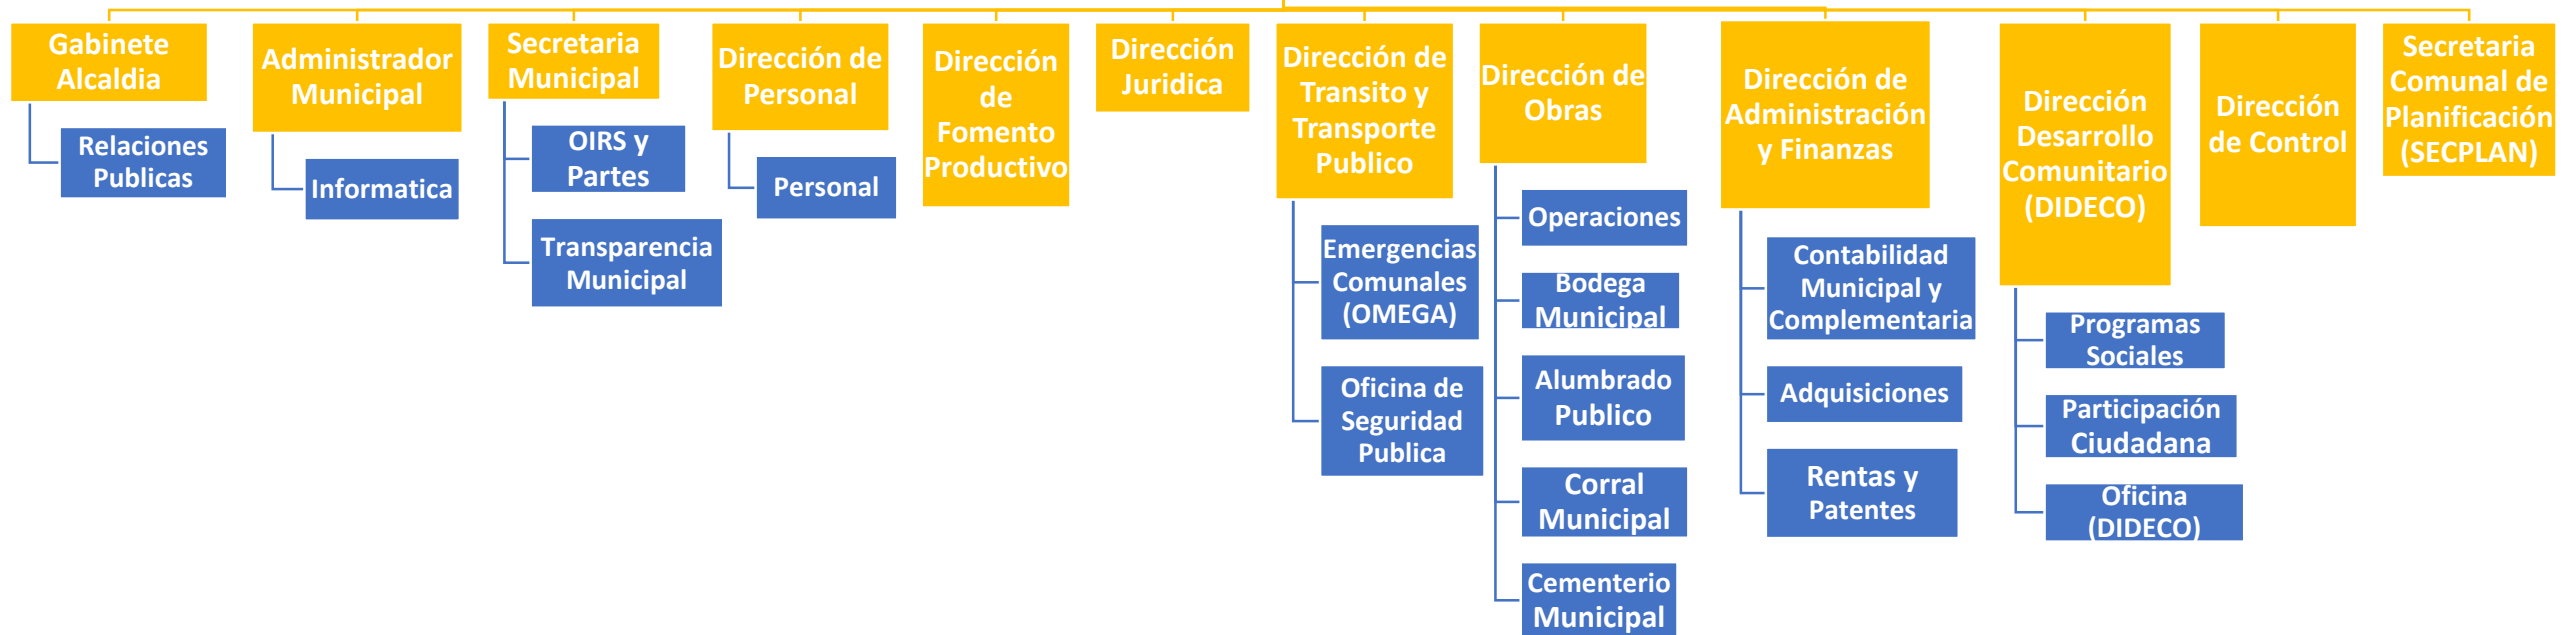 Gabinete
Alcaldia
Relaciones
Publicas
Administrador
Municipal
Informatica
Secretaria
Municipal
OIRS y
Partes
Transparencia
Municipal
Dirección de
Personal
Personal
Dirección
de
Fomento
Productivo
Dirección
Juridica
Dirección de
Transito y
Transporte
Publico
Emergencias
Comunales
(OMEGA)
Oficina de
Seguridad
Publica
Dirección de
Obras
Operaciones
Bodega
Municipal
Alumbrado
Publico
Corral
Municipal
Cementerio
Municipal
Dirección de
Administración
y Finanzas
Contabilidad
Municipal y
Complementaria
Adquisiciones
Rentas y
Patentes
Dirección
Desarrollo
Comunitario
(DIDECO)
Programas
Sociales
Participación
Ciudadana
Oficina
(DIDECO)
Dirección
de Control
Secretaria
Comunal de
Planificación
(SECPLAN)